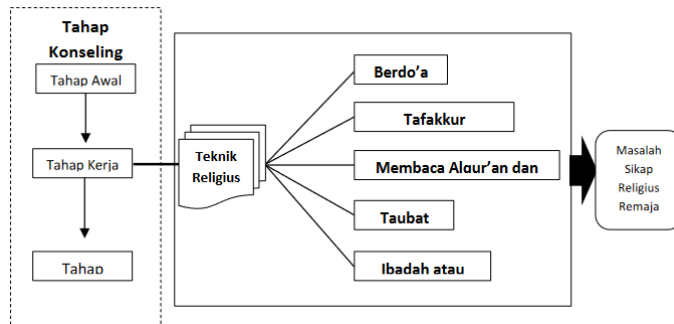 Tahap
Konseling
Tahap Awal
Tahap Kerja
Tahap
Teknik
Religius
Berdo'a
Tafakkur
Membaca Alqur'an dan
Taubat
Ibadah atau
Masalah
Sikap
Religius
Remaja